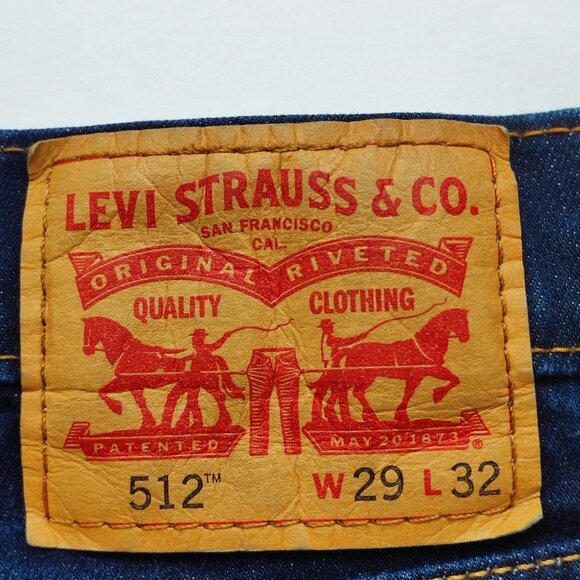 LEVI STRAUSS & CO.
SAN FRANCISCO
CAL.
ORIGINAL RIVETED
QUALITY CLOTHING
PATENTED MAY 20 1873 ®
512™ W 29 L 32